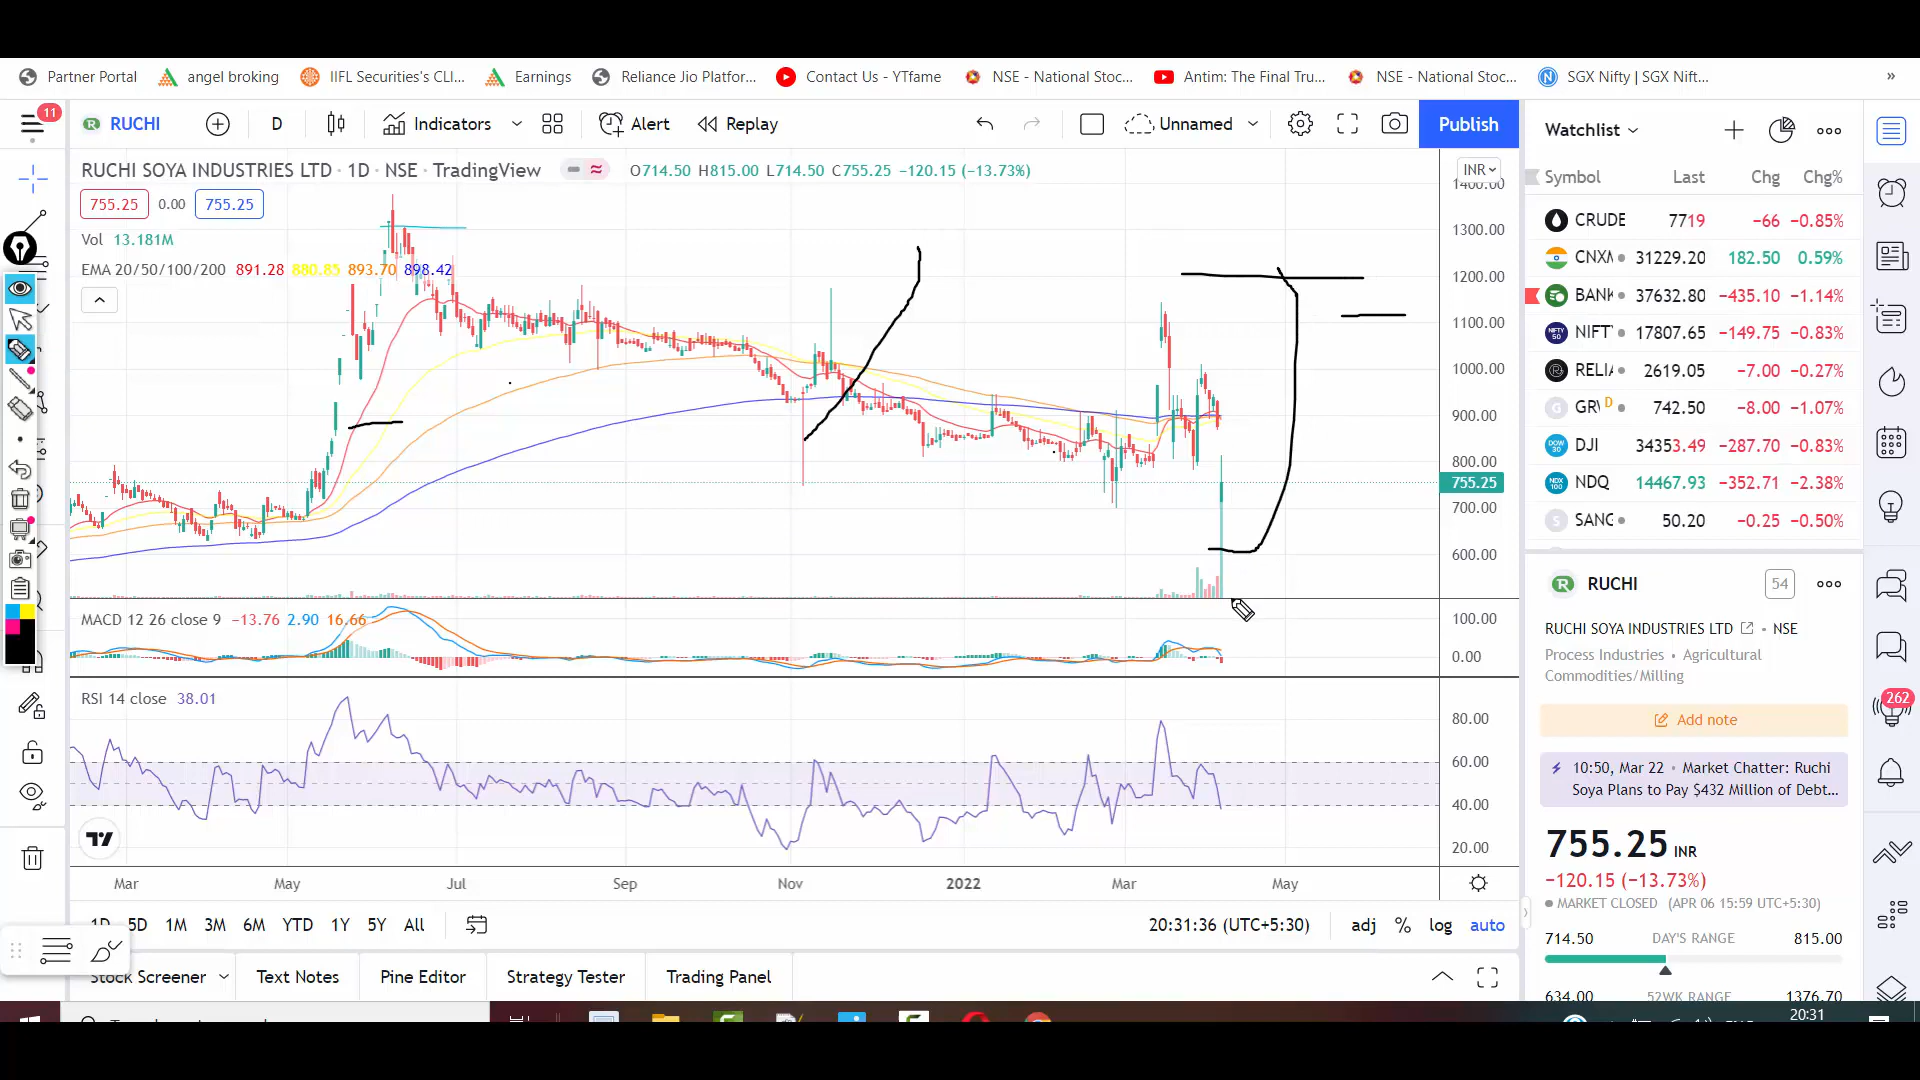 Partner Portal angel broking IIFL Securities's CLI... Earnings Reliance Jio Platfor... Contact Us - YTfame NSE - National Stoc... Antim: The Final Tru... NSE - National Stoc... SGX Nifty | SGX Nift... »
11 RUCHI D Indicators Alert Replay Unnamed Publish
RUCHI SOYA INDUSTRIES LTD · 1D · NSE · TradingView O714.50 H815.00 L714.50 C755.25 −120.15 (−13.73%)
755.25 0.00 755.25
Vol 13.181M
EMA 20/50/100/200 891.28 880.85 893.70 898.42
INR
1400.00
1300.00
1200.00
1100.00
1000.00
900.00
800.00
755.25
700.00
600.00
MACD 12 26 close 9 −13.76 2.90 16.66
100.00
0.00
RSI 14 close 38.01
80.00
60.00
40.00
20.00
Mar May Jul Sep Nov 2022 Mar May
1D 5D 1M 3M 6M YTD 1Y 5Y All 20:31:36 (UTC+5:30) adj % log auto
Stock Screener Text Notes Pine Editor Strategy Tester Trading Panel
Watchlist
Symbol Last Chg Chg%
CRUDE 7719 −66 −0.85%
CNXM 31229.20 182.50 0.59%
BANK 37632.80 −435.10 −1.14%
NIFT 17807.65 −149.75 −0.83%
RELI 2619.05 −7.00 −0.27%
D 742.50 −8.00 −1.07%
DJI 34353.49 −287.70 −0.83%
NDQ 14467.93 −352.71 −2.38%
50.20 −0.25 −0.50%
RUCHI 54
RUCHI SOYA INDUSTRIES LTD • NSE
Process Industries • Agricultural
Commodities/Milling
Add note
10:50, Mar 22 • Market Chatter: Ruchi
Soya Plans to Pay $432 Million of Debt...
262
755.25 INR
−120.15 (−13.73%)
MARKET CLOSED (APR 06 15:59 UTC+5:30)
714.50 DAY'S RANGE 815.00
634.00 52WK RANGE 1376.70
20:31